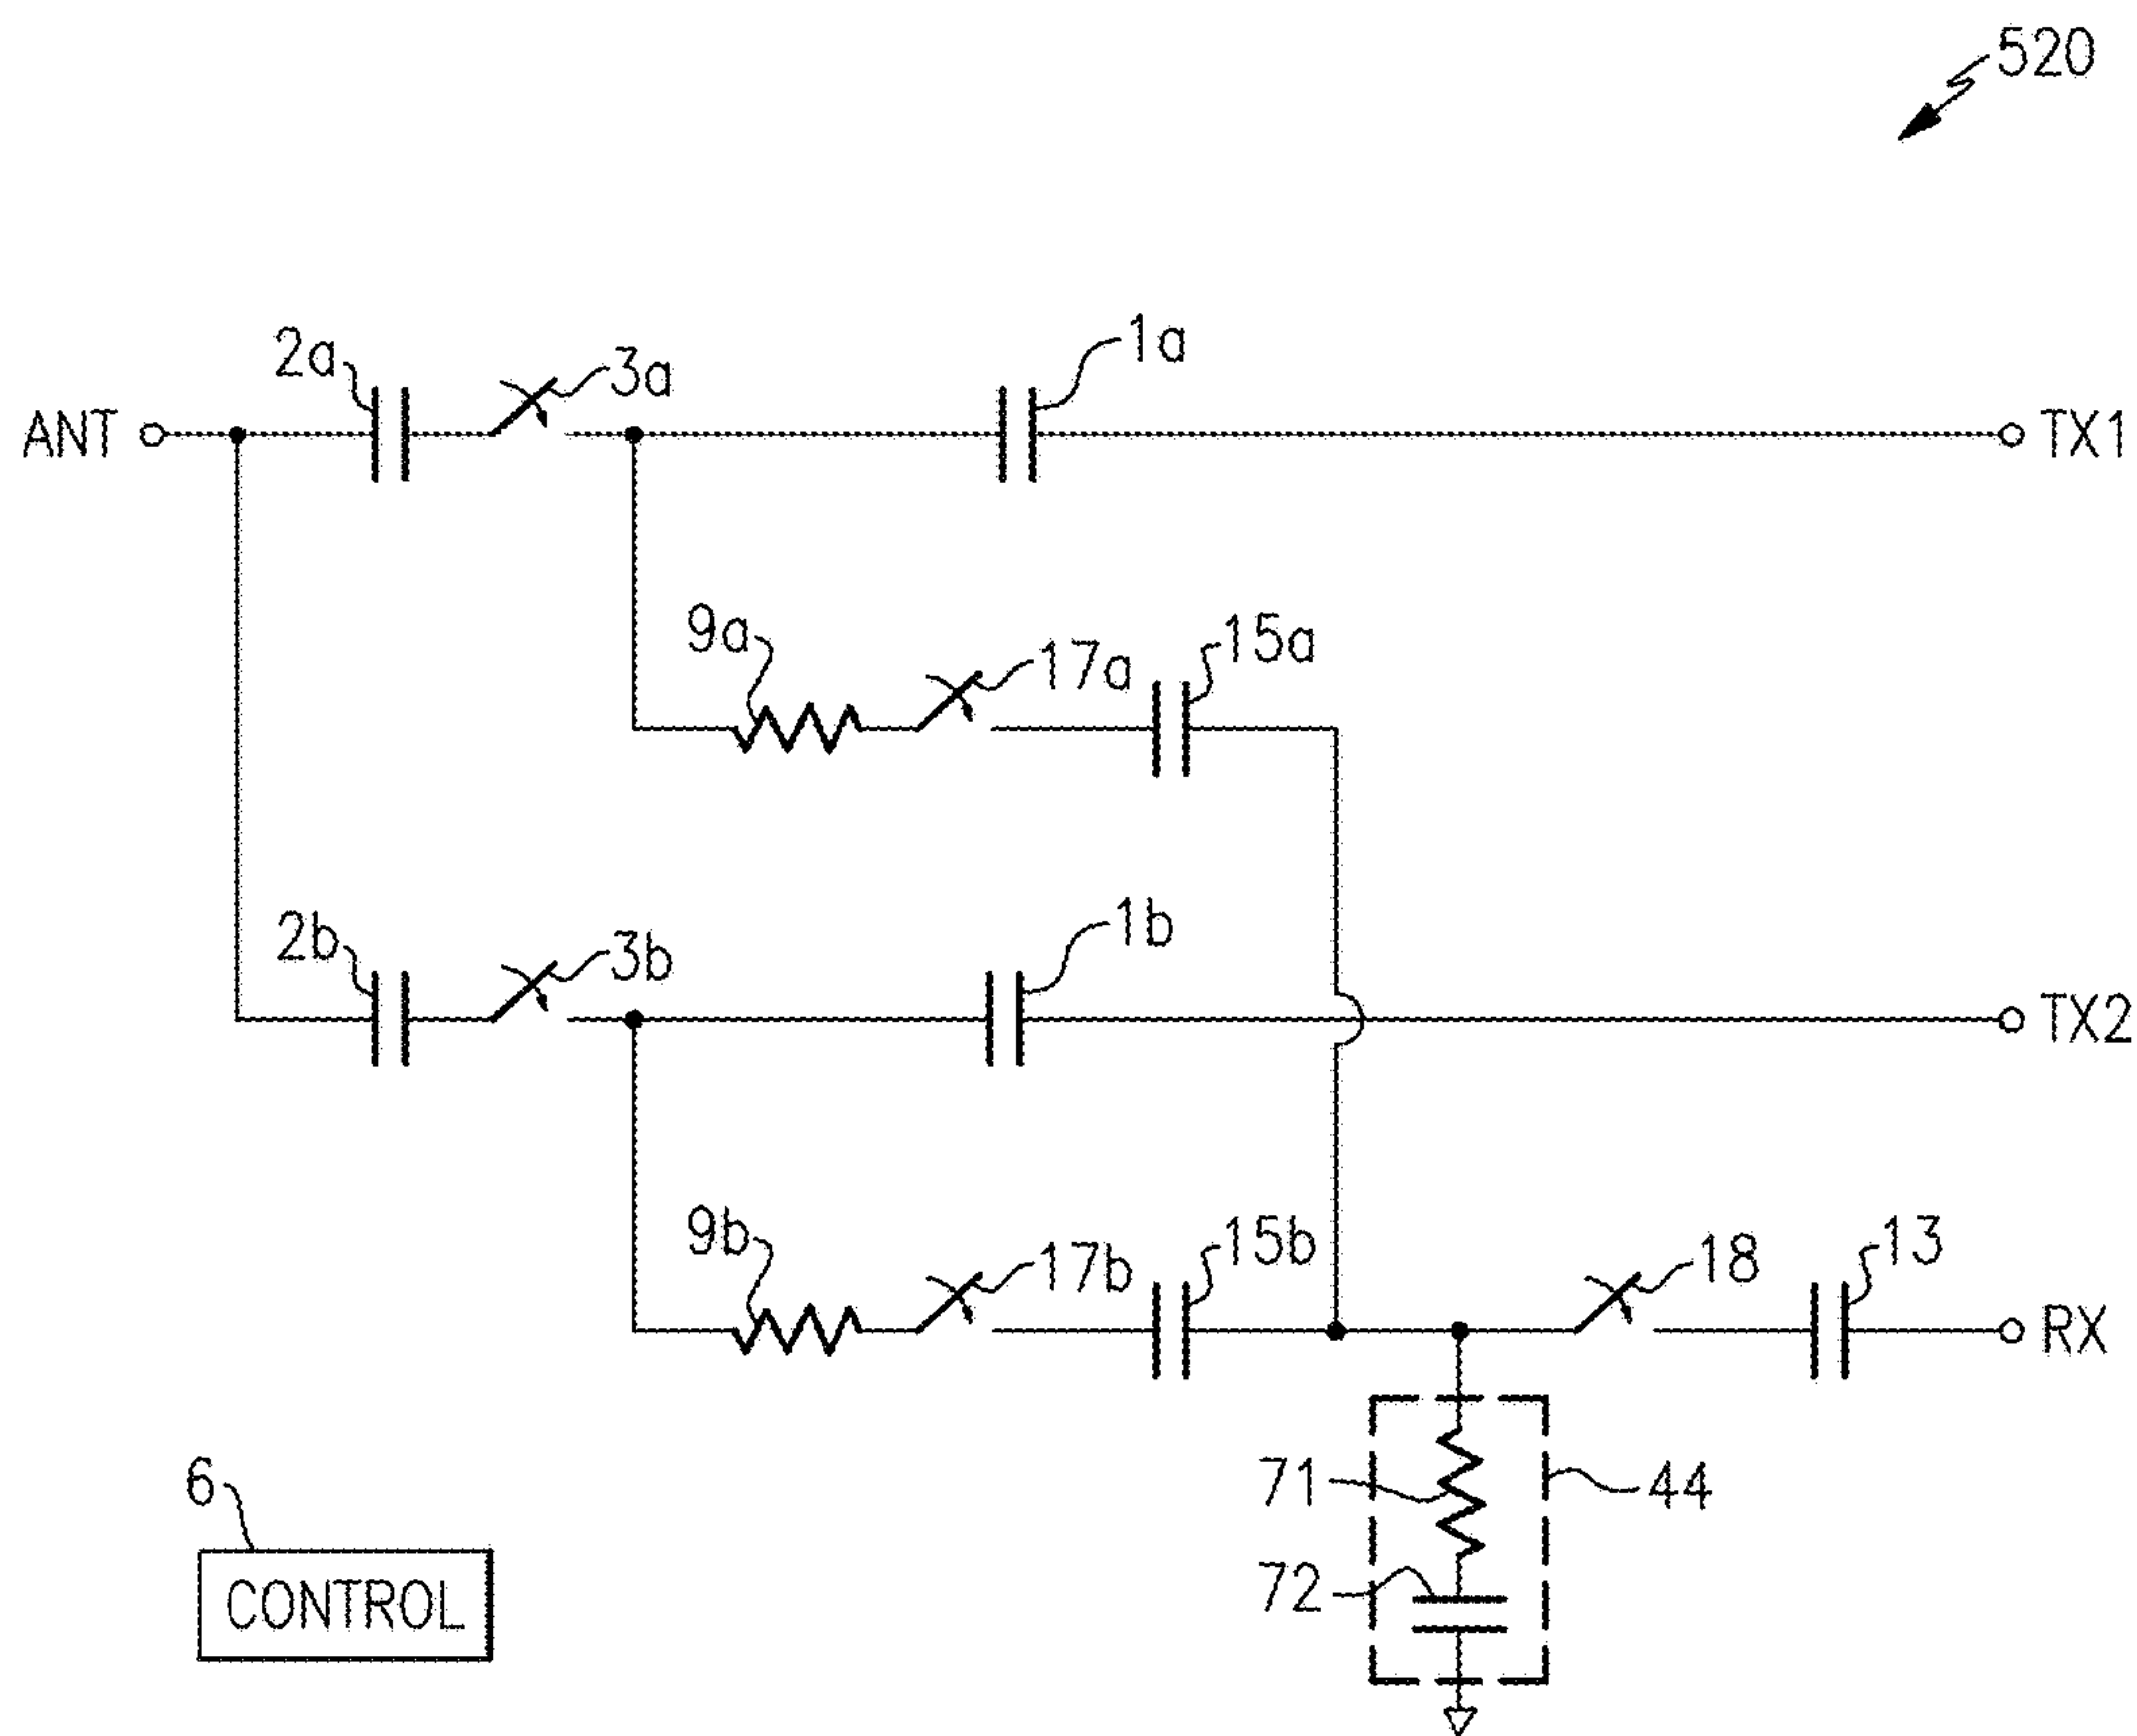 520
2a
3a
1a
ANT
TX1
9a
17a
15a
2b
3b
1b
TX2
9b
17b
15b
18
13
RX
6
71
44
72
CONTROL